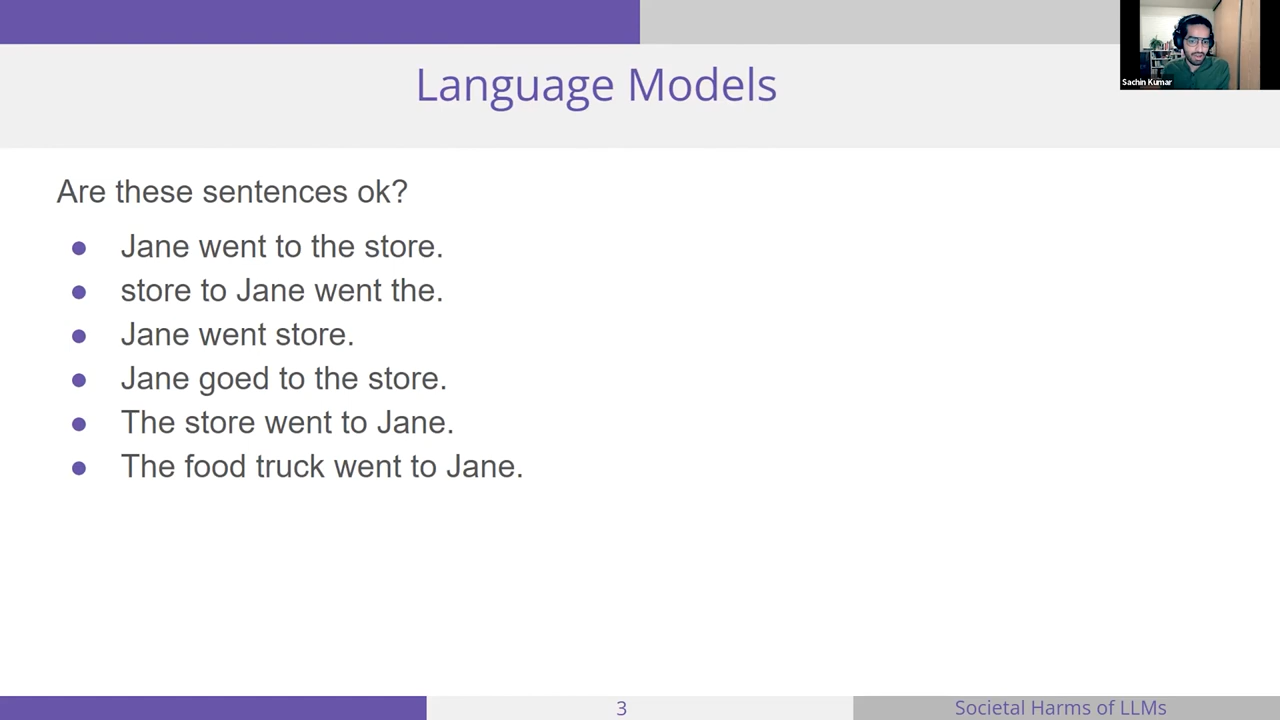 Language Models
Sachin Kumar
Are these sentences ok?
● Jane went to the store.
● store to Jane went the.
● Jane went store.
● Jane goed to the store.
● The store went to Jane.
● The food truck went to Jane.
3
Societal Harms of LLMs